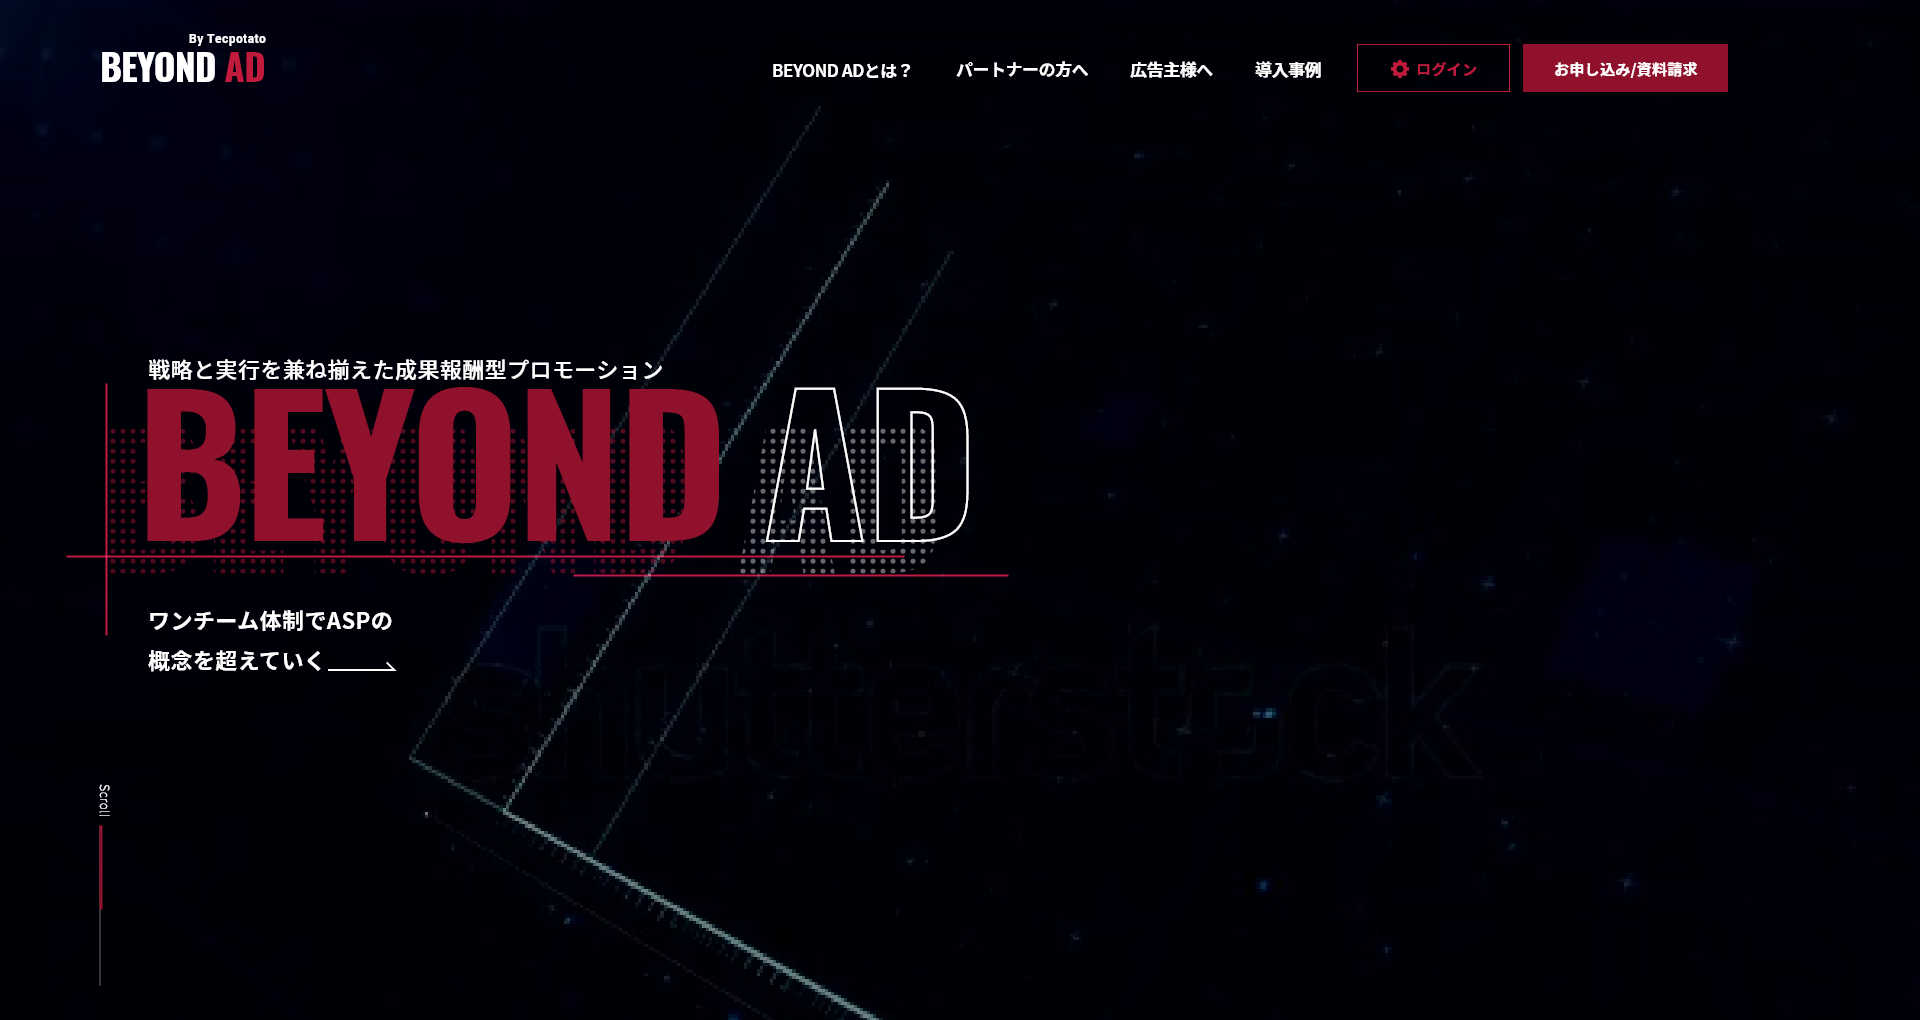 By Tecpotato
BEYOND AD
BEYOND ADとは？
パートナーの方へ
広告主様へ
導入事例
ログイン
お申し込み/資料請求
戦略と実行を兼ね揃えた成果報酬型プロモーション
BEYOND AD
ワンチーム体制でASPの
概念を超えていく
shutterstock
Scroll